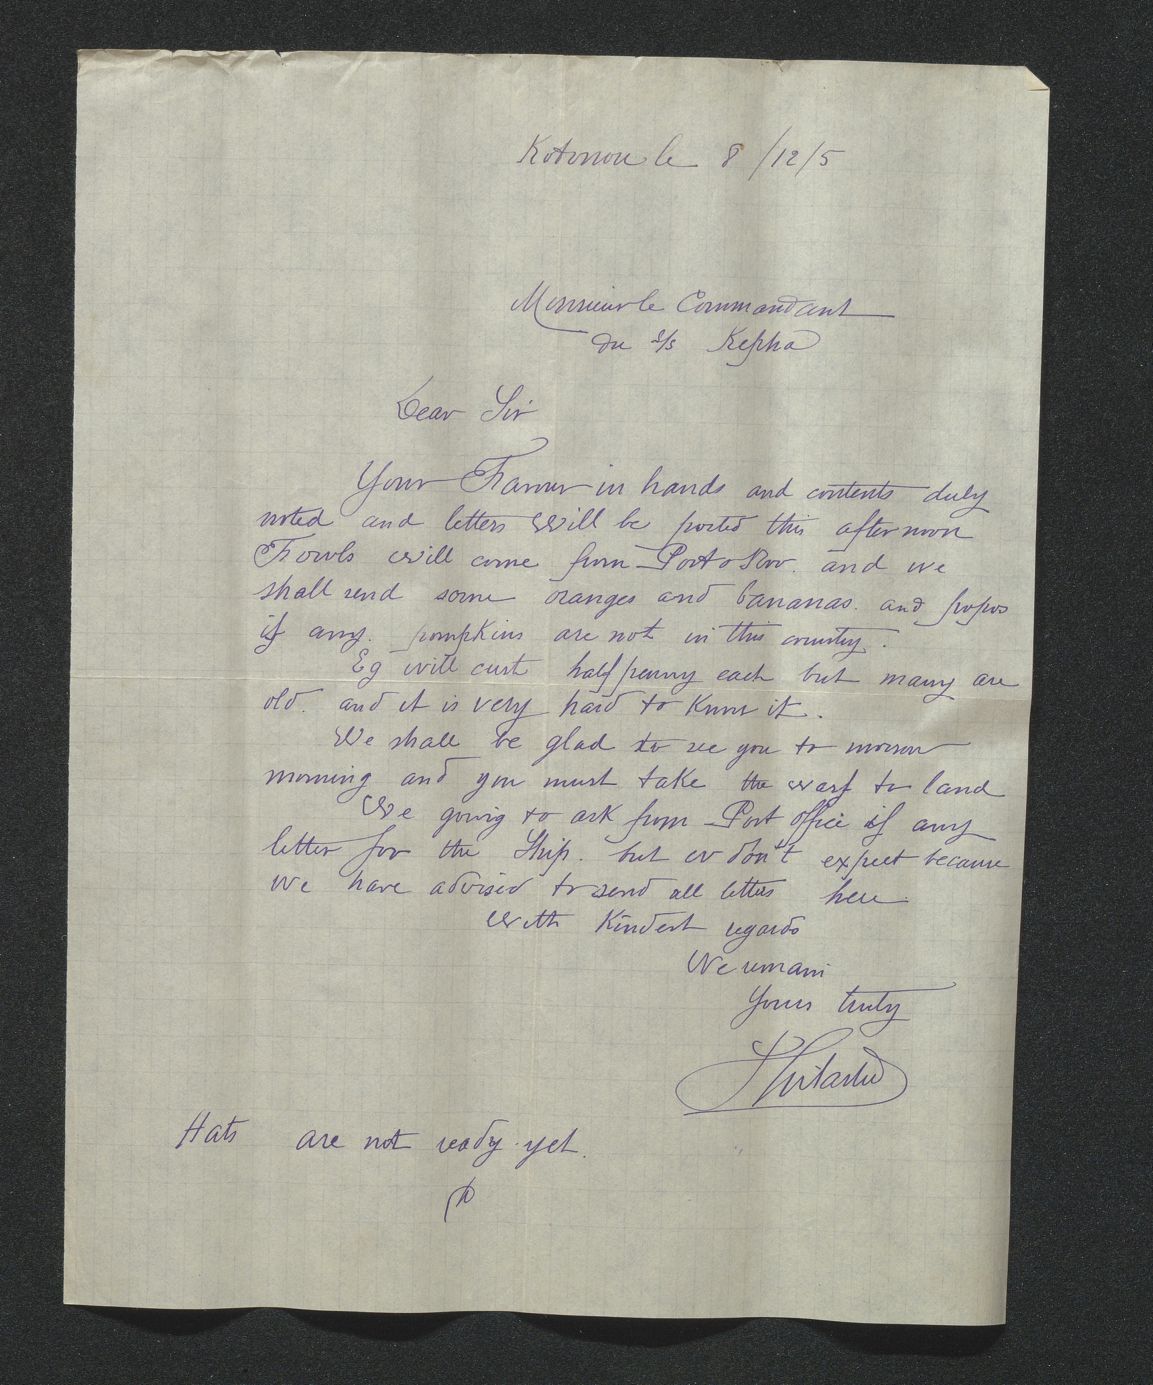 Kotonou le 8/12/5
Monsieur le Commandant
du s/s Kepha
Dear Sir
Your Favour in hands and contents duly
noted and letters will be posted this afternoon
Fowls will come from Porto Nov. and we
shall send some oranges and bananas. and popos
if any. pompkins are not in this country.
Eg will cust half penny each but many are
old. and it is very hard to know it.
We shall be glad to see you to morrow
morning and you must take the warf to land
We going to ask from Post office if any
letter for the Ship. but don't expect because
we have advised to send all letters here
With Kindest regards
We remain
Yours truly
Hats are not ready yet.